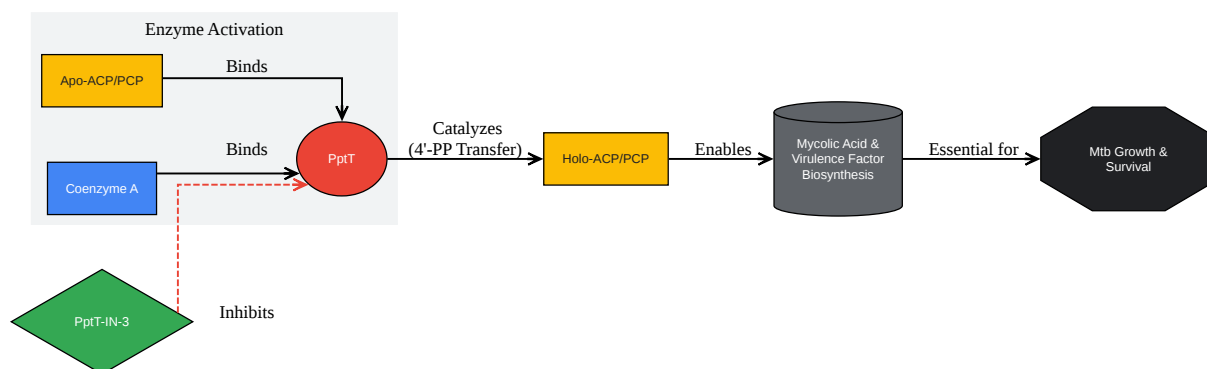 Enzyme Activation
Apo-ACP/PCP
Binds
Coenzyme A
Binds
PptT
Catalyzes
(4'-PP Transfer)
Holo-ACP/PCP
Enables
Mycolic Acid &
Virulence Factor
Biosynthesis
Essential for
Mtb Growth &
Survival
PptT-IN-3
Inhibits